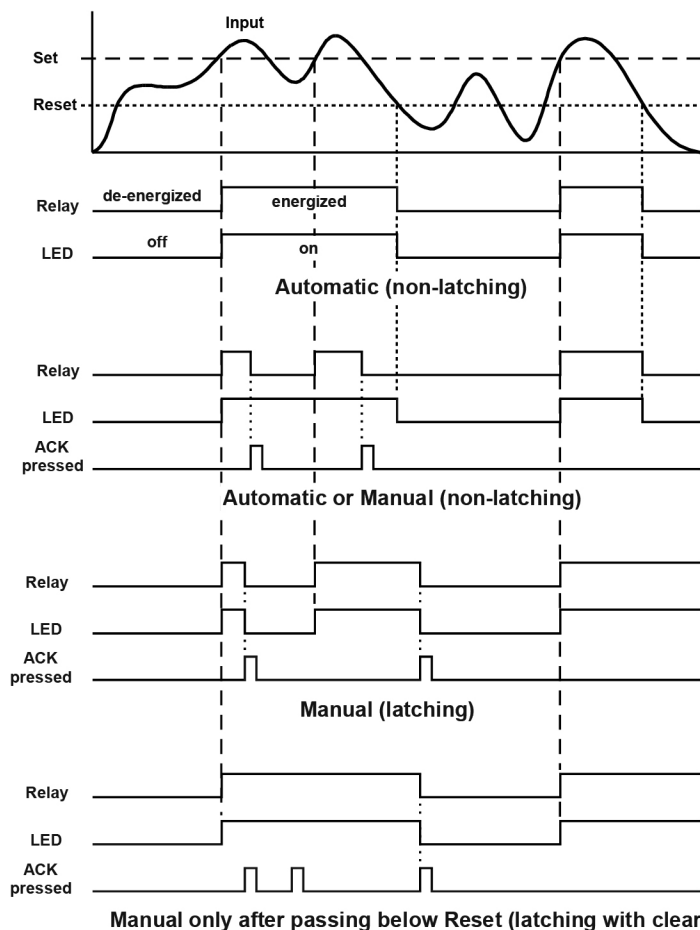 Input
Set
Reset
Relay
de-energized
energized
LED
off
on
Automatic (non-latching)
Relay
LED
ACK
pressed
Automatic or Manual (non-latching)
Relay
LED
ACK
pressed
Manual (latching)
Relay
LED
ACK
pressed
Manual only after passing below Reset (latching with clear